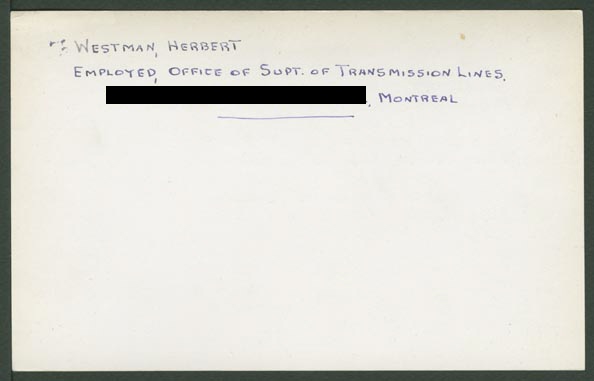 WESTMAN, HERBERT
EMPLOYED, OFFICE OF SUPT. OF TRANSMISSION LINES,
, MONTREAL